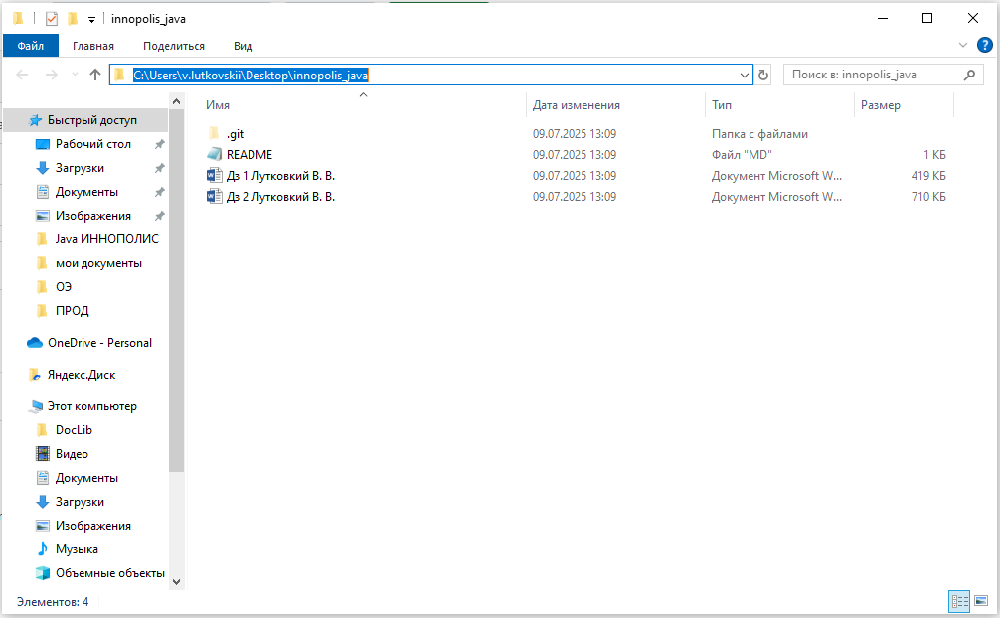 innopolis_java
Файл Главная Поделиться Вид
C:\Users\v.lutkovskii\Desktop\innopolis_java
Поиск в: innopolis_java
Быстрый доступ
Рабочий стол
Загрузки
Документы
Изображения
Java ИННОПОЛИС
мои документы
ОЭ
ПРОД
OneDrive - Personal
Яндекс.Диск
Этот компьютер
DocLib
Видео
Документы
Загрузки
Изображения
Музыка
Объемные объекты
Имя Дата изменения Тип Размер
.git 09.07.2025 13:09 Папка с файлами
README 09.07.2025 13:09 Файл "MD" 1 КБ
Дз 1 Лутковкий В. В. 09.07.2025 13:09 Документ Microsoft W... 419 КБ
Дз 2 Лутковкий В. В. 09.07.2025 13:09 Документ Microsoft W... 710 КБ
Элементов: 4